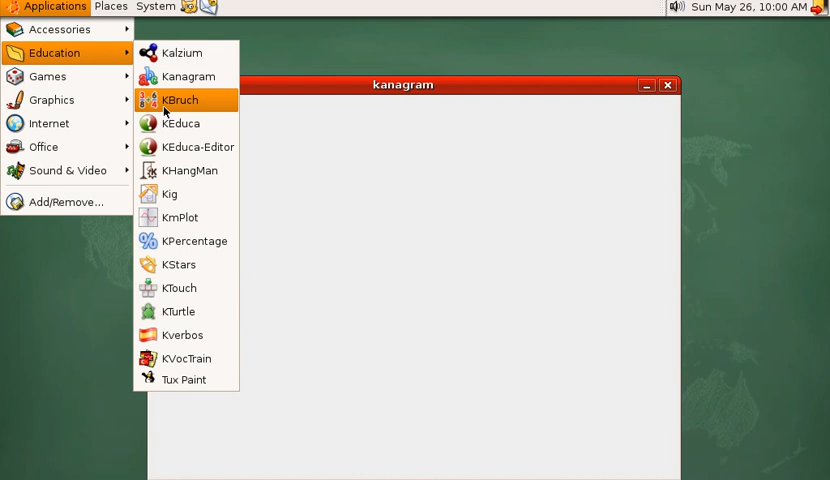 Applications Places System Sun May 26, 10:00 AM
Accessories
Education
Games
Graphics
Internet
Office
Sound & Video
Add/Remove...
Kalzium
Kanagram
KBruch
KEduca
KEduca-Editor
KHangMan
Kig
KmPlot
KPercentage
KStars
KTouch
KTurtle
Kverbos
KVocTrain
Tux Paint
kanagram